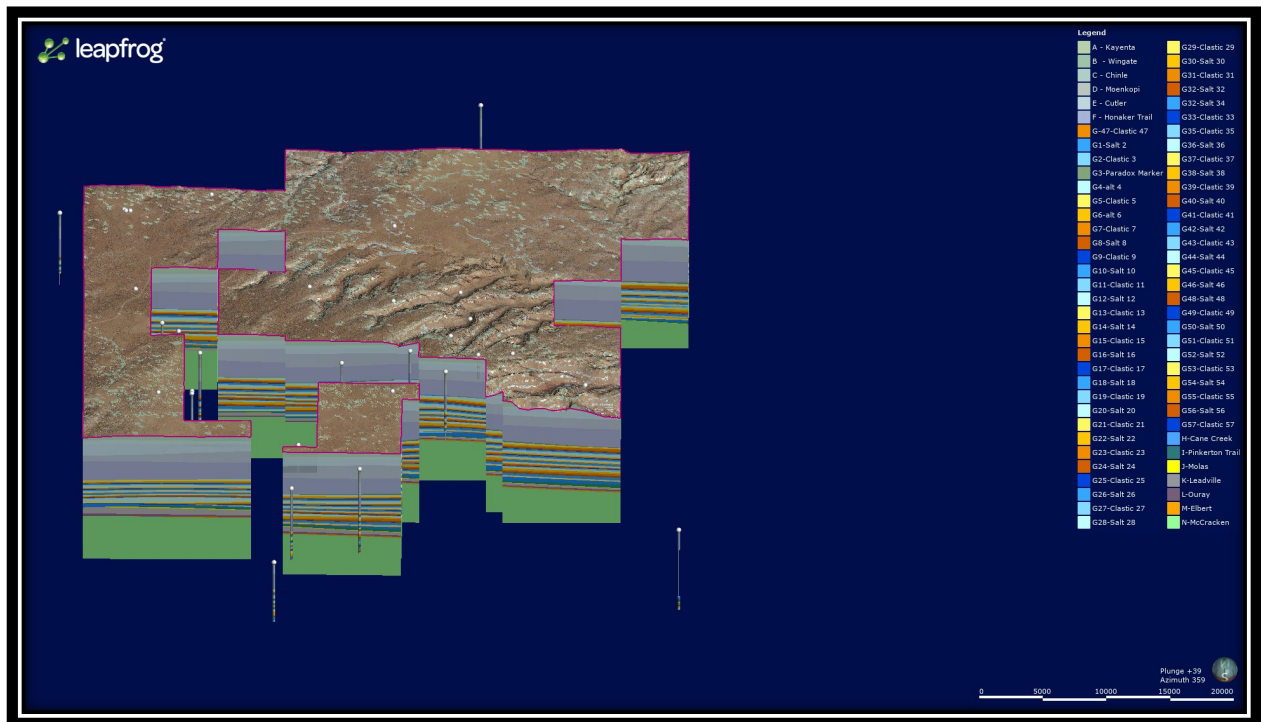 leapfrog
Legend
A - Kayenta
B - Wingate
C - Chinle
D - Moenkopi
E - Cutler
F - Honaker Trail
G-47-Clastic 47
G1-Salt 2
G2-Clastic 3
G3-Paradox Marker
G4-alt 4
G5-Clastic 5
G6-alt 6
G7-Clastic 7
G8-Salt 8
G9-Clastic 9
G10-Salt 10
G11-Clastic 11
G12-Salt 12
G13-Clastic 13
G14-Salt 14
G15-Clastic 15
G16-Salt 16
G17-Clastic 17
G18-Salt 18
G19-Clastic 19
G20-Salt 20
G21-Clastic 21
G22-Salt 22
G23-Clastic 23
G24-Salt 24
G25-Clastic 25
G26-Salt 26
G27-Clastic 27
G28-Salt 28
G29-Clastic 29
G30-Salt 30
G31-Clastic 31
G32-Salt 32
G32-Salt 34
G33-Clastic 33
G35-Clastic 35
G36-Salt 36
G37-Clastic 37
G38-Salt 38
G39-Clastic 39
G40-Salt 40
G41-Clastic 41
G42-Salt 42
G43-Clastic 43
G44-Salt 44
G45-Clastic 45
G46-Salt 46
G48-Salt 48
G49-Clastic 49
G50-Salt 50
G51-Clastic 51
G52-Salt 52
G53-Clastic 53
G54-Salt 54
G55-Clastic 55
G56-Salt 56
G57-Clastic 57
H-Cane Creek
I-Pinkerton Trail
J-Molas
K-Leadville
L-Ouray
M-Elbert
N-McCracken
Plunge +39
Azimuth 359
0 5000 10000 15000 20000